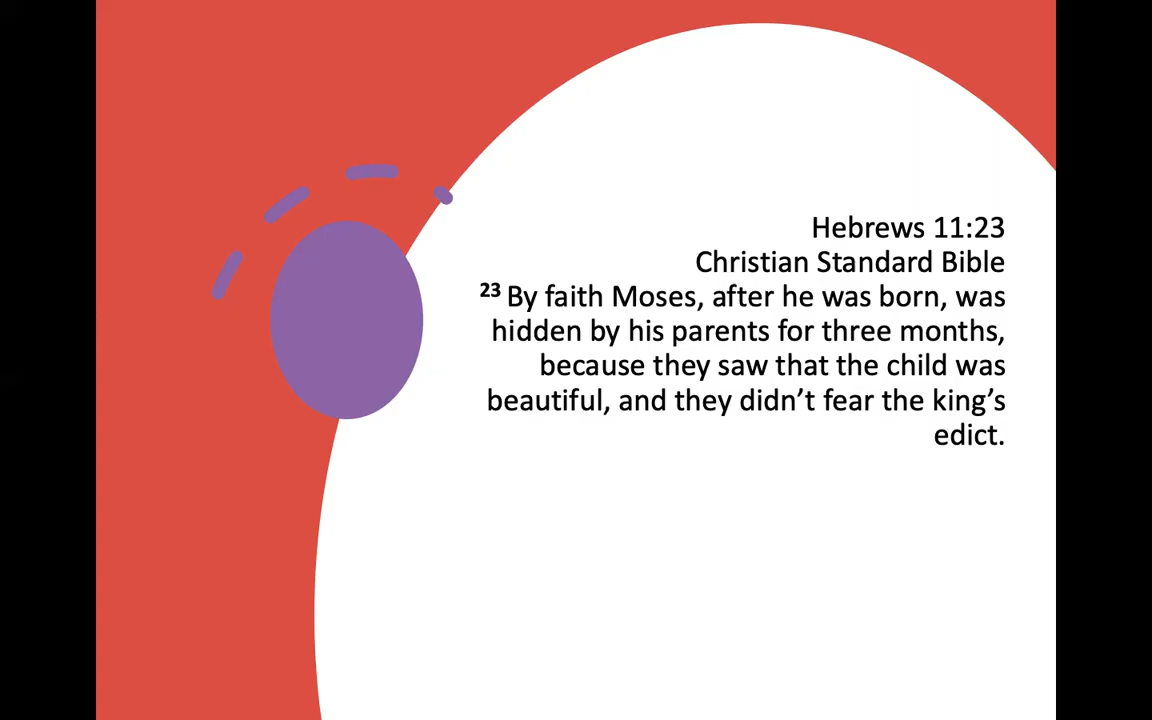 Hebrews 11:23
Christian Standard Bible
23 By faith Moses, after he was born, was
hidden by his parents for three months,
because they saw that the child was
beautiful, and they didn’t fear the king’s
edict.